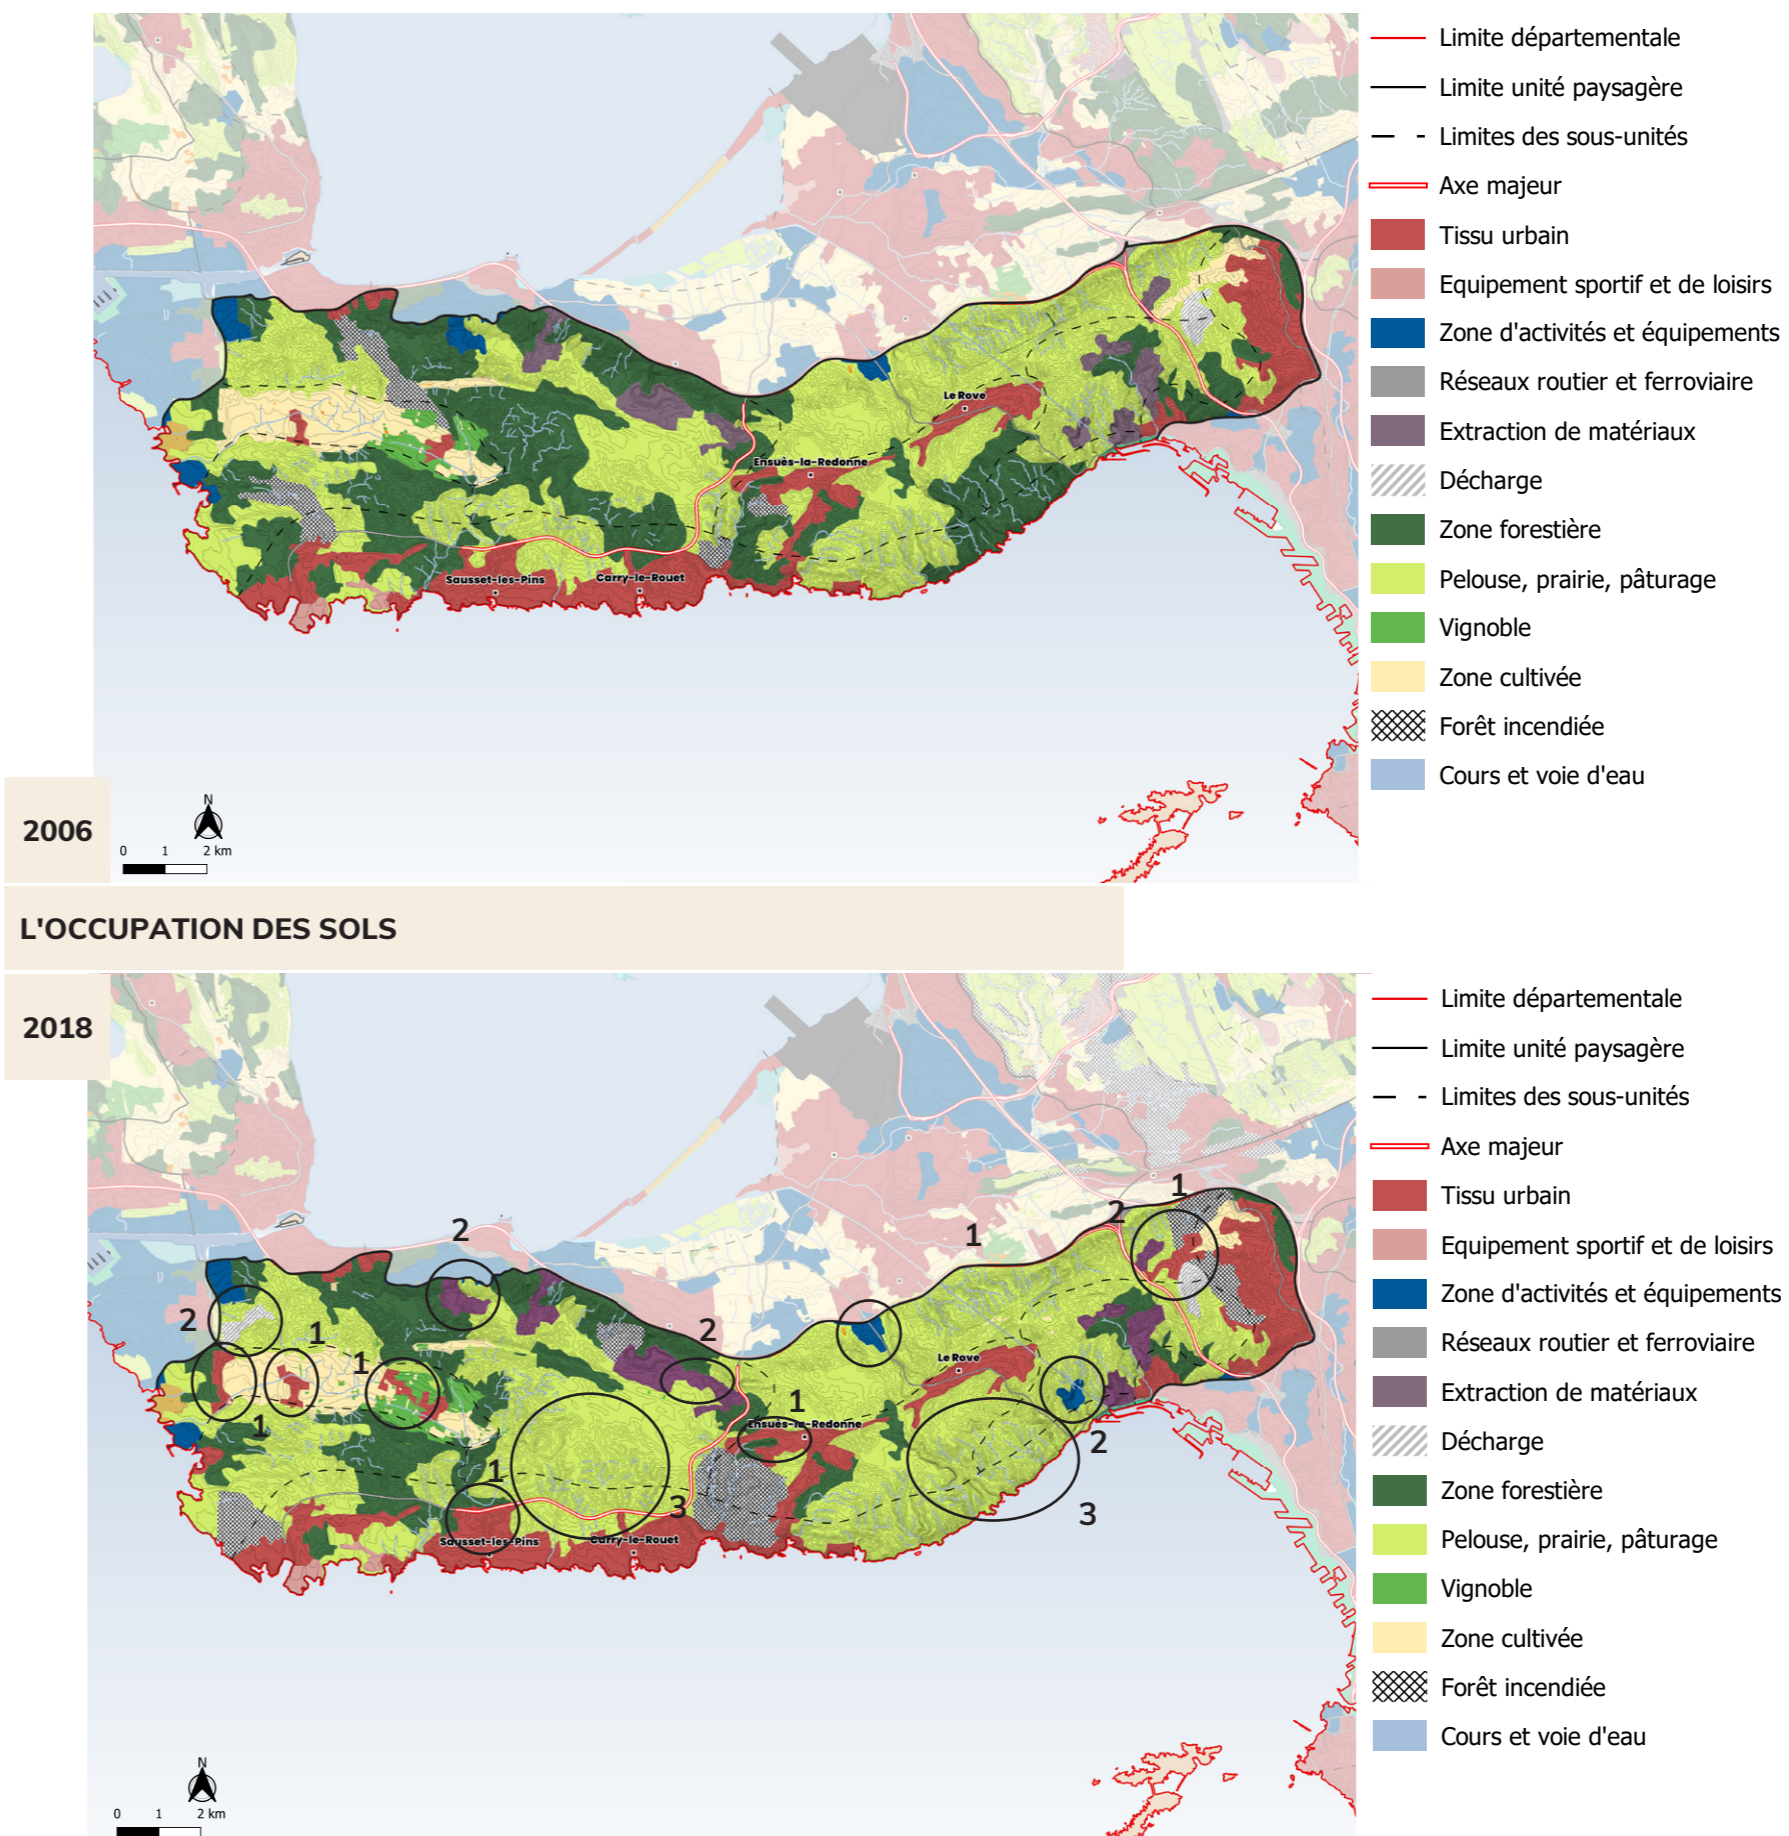 Limite départementale
Limite unité paysagère
Limites des sous-unités
Axe majeur
Tissu urbain
Equipement sportif et de loisirs
Zone d'activités et équipements
Réseaux routier et ferroviaire
Extraction de matériaux
Décharge
Zone forestière
Pelouse, prairie, pâturage
Vignoble
Zone cultivée
Forêt incendiée
Cours et voie d'eau
Le Rove
Ensuès-la-Redonne
Sausset-les-Pins
Carry-le-Rouet
2006
N
0 1 2 km
L'OCCUPATION DES SOLS
2018
Limite départementale
Limite unité paysagère
Limites des sous-unités
Axe majeur
Tissu urbain
Equipement sportif et de loisirs
Zone d'activités et équipements
Réseaux routier et ferroviaire
Extraction de matériaux
Décharge
Zone forestière
Pelouse, prairie, pâturage
Vignoble
Zone cultivée
Forêt incendiée
Cours et voie d'eau
1
2
2
1
2
1
2
1
Le Rove
1
Ensuès-la-Redonne
1
2
1
3
3
Sausset-les-Pins
Carry-le-Rouet
N
0 1 2 km